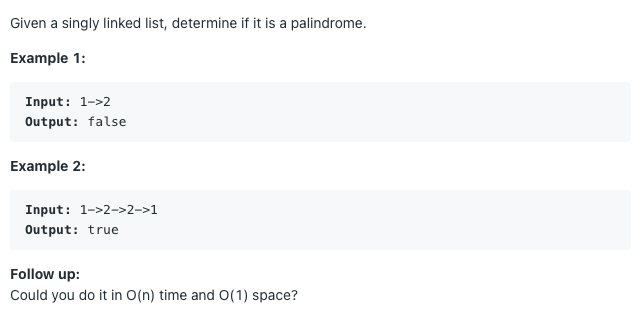 Given a singly linked list, determine if it is a palindrome.
Example 1:
Input: 1->2
Output: false
Example 2:
Input: 1->2->2->1
Output: true
Follow up:
Could you do it in O(n) time and O(1) space?